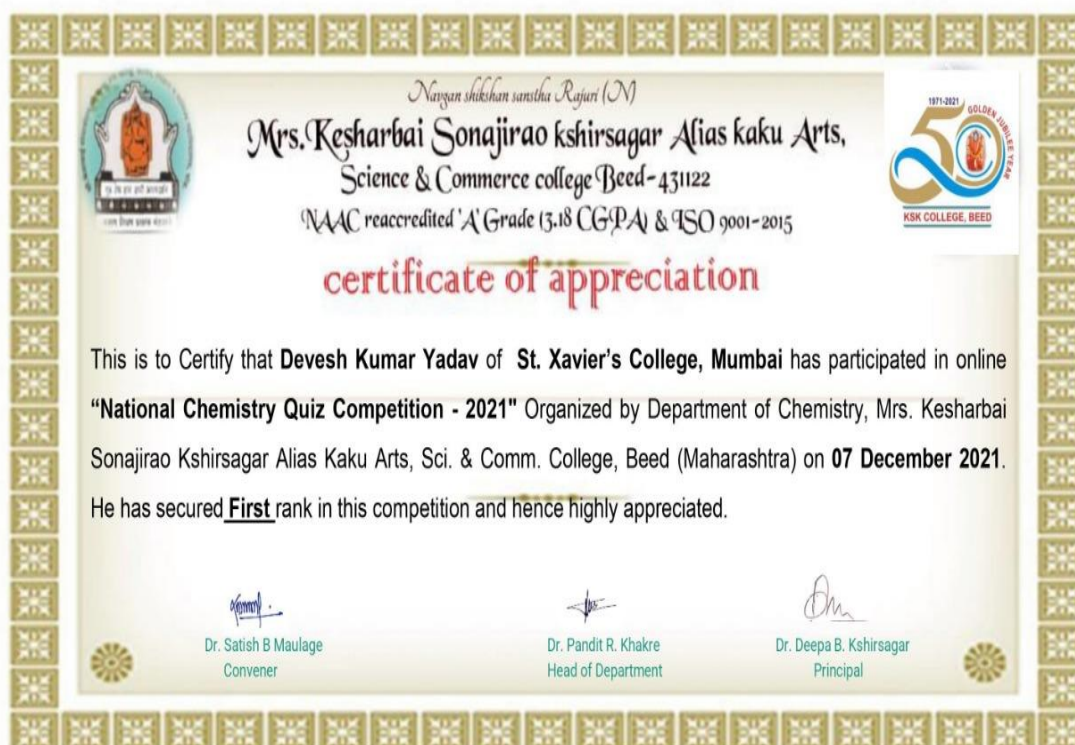 Navgan shikshan sanstha Rajuri (N)
Mrs.Kesharbai Sonajirao kshirsagar Alias kaku Arts,
Science & Commerce college Beed-431122
NAAC reaccredited 'A' Grade (3.18 CGPA) & ISO 9001-2015
1971-2021
GOLDEN JUBILEE YEAR
50
KSK COLLEGE, BEED
certificate of appreciation
This is to Certify that Devesh Kumar Yadav of St. Xavier’s College, Mumbai has participated in online
“National Chemistry Quiz Competition - 2021" Organized by Department of Chemistry, Mrs. Kesharbai
Sonajirao Kshirsagar Alias Kaku Arts, Sci. & Comm. College, Beed (Maharashtra) on 07 December 2021.
He has secured First rank in this competition and hence highly appreciated.
Dr. Satish B Maulage
Convener
Dr. Pandit R. Khakre
Head of Department
Dr. Deepa B. Kshirsagar
Principal